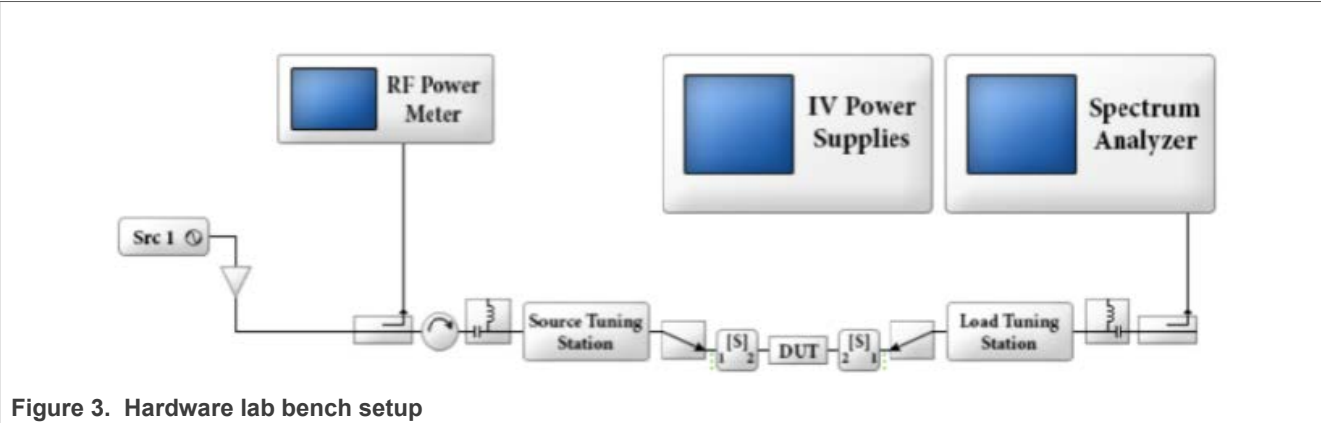 RF Power
Meter
IV Power
Supplies
Spectrum
Analyzer
Src 1
Source Tuning
Station
[S]
1 2
DUT
[S]
2 1
Load Tuning
Station
Figure 3. Hardware lab bench setup